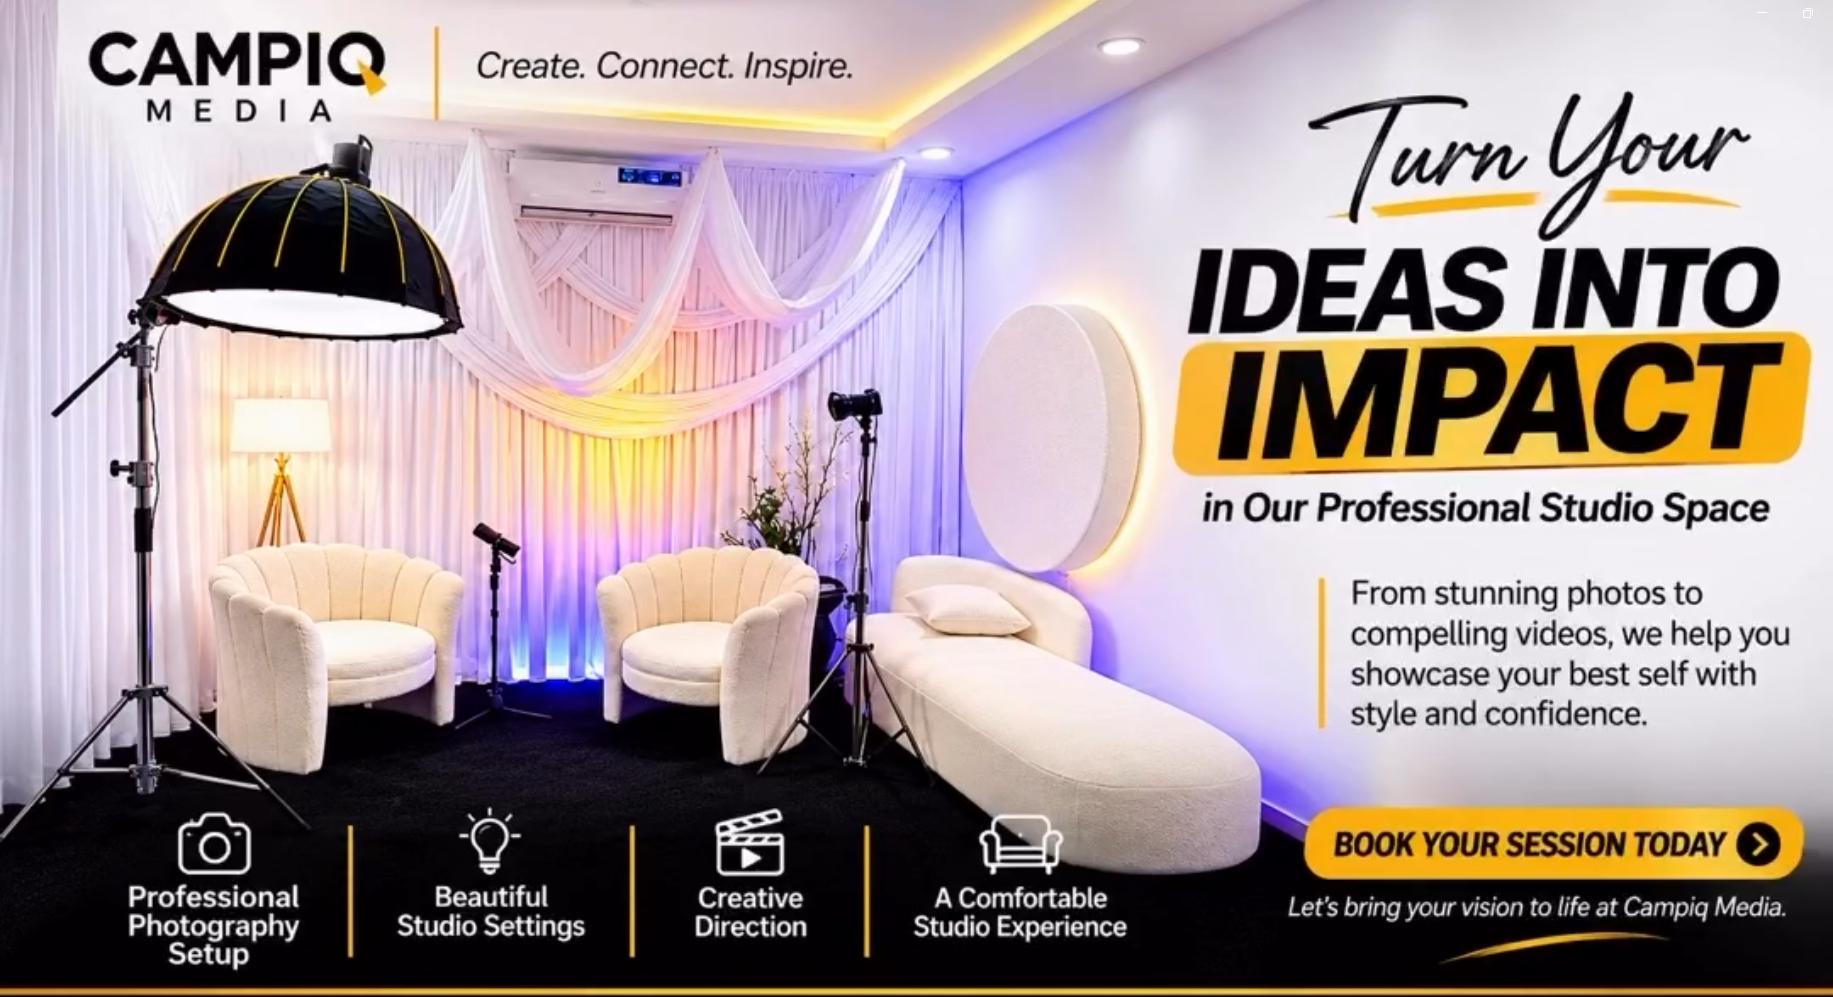 CAMPIQ
MEDIA
Create. Connect. Inspire.
Turn Your
IDEAS INTO
IMPACT
in Our Professional Studio Space
From stunning photos to
compelling videos, we help you
showcase your best self with
style and confidence.
BOOK YOUR SESSION TODAY
Let's bring your vision to life at Campiq Media.
Professional
Photography
Setup
Beautiful
Studio Settings
Creative
Direction
A Comfortable
Studio Experience